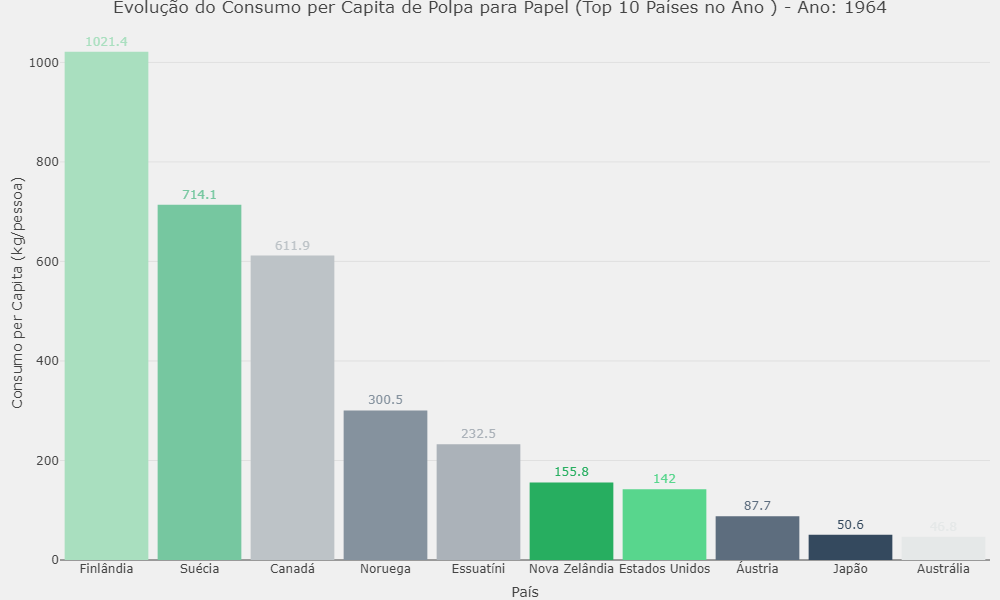 Evolução do Consumo per Capita de Polpa para Papel (Top 10 Países no Ano ) - Ano: 1964
Consumo per Capita (kg/pessoa)
1000
800
600
400
200
0
1021.4
714.1
611.9
300.5
232.5
155.8
142
87.7
50.6
46.8
Finlândia
Suécia
Canadá
Noruega
Essuatíni
Nova Zelândia
Estados Unidos
Áustria
Japão
Austrália
País